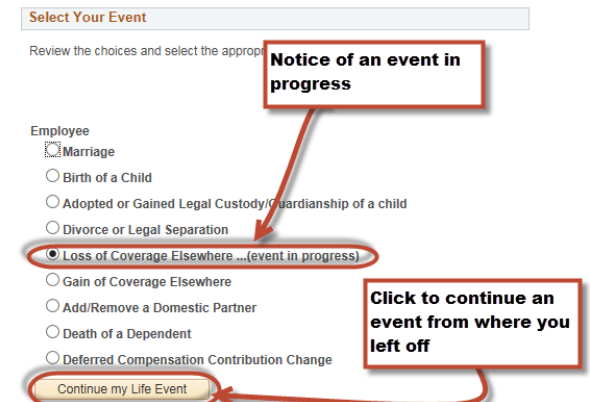 Select Your Event
Review the choices and select the approp
Notice of an event in
progress
Employee
Marriage
Birth of a Child
Adopted or Gained Legal Custody/Guardianship of a child
Divorce or Legal Separation
Loss of Coverage Elsewhere ...(event in progress)
Gain of Coverage Elsewhere
Add/Remove a Domestic Partner
Death of a Dependent
Deferred Compensation Contribution Change
Click to continue an
event from where you
left off
Continue my Life Event